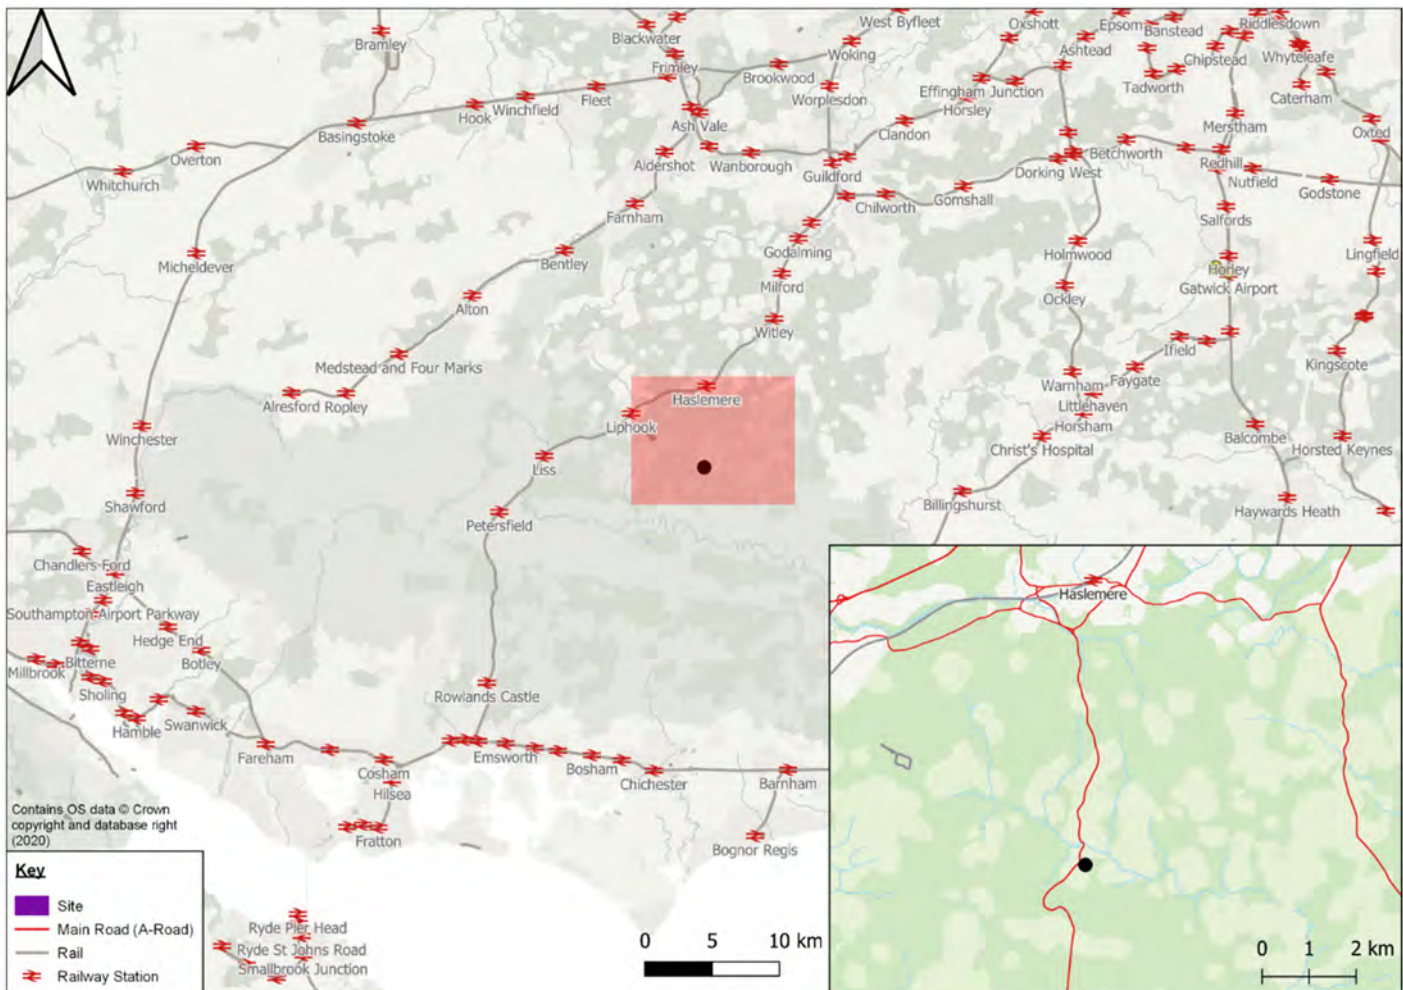 West Byfleet
Oxshott
Epsom
Banstead
Riddlesdown
Bramley
Blackwater
Woking
Ashtead
Chipstead
Whyteleafe
Frimley
Brookwood
Effingham Junction
Tadworth
Caterham
Fleet
Worplesdon
Horsley
Winchfield
Hook
Ash Vale
Clandon
Merstham
Oxted
Basingstoke
Overton
Aldershot
Wanborough
Betchworth
Redhill
Whitchurch
Guildford
Dorking West
Nutfield
Godstone
Chilworth
Gomshall
Farnham
Salfords
Godalming
Holmwood
Lingfield
Micheldever
Bentley
Horley
Milford
Gatwick Airport
Ockley
Alton
Witley
Ifield
Kingscote
Medstead and Four Marks
Faygate
Warnham
Haslemere
Alresford Ropley
Littlehaven
Liphook
Horsham
Winchester
Balcombe
Christ's Hospital
Horsted Keynes
Liss
Shawford
Billingshurst
Haywards Heath
Petersfield
Chandlers-Ford
Eastleigh
Southampton Airport Parkway
Hedge End
Bitterne
Botley
Millbrook
Sholing
Rowlands Castle
Swanwick
Hamble
Fareham
Emsworth
Cosham
Bosham
Chichester
Barnham
Hilsea
Fratton
Bognor Regis
Haslemere
Contains OS data © Crown
copyright and database right
(2020)
Key
Site
Main Road (A-Road)
Rail
Railway Station
Ryde Pier Head
Ryde St Johns Road
Smallbrook Junction
0 5 10 km
0 1 2 km